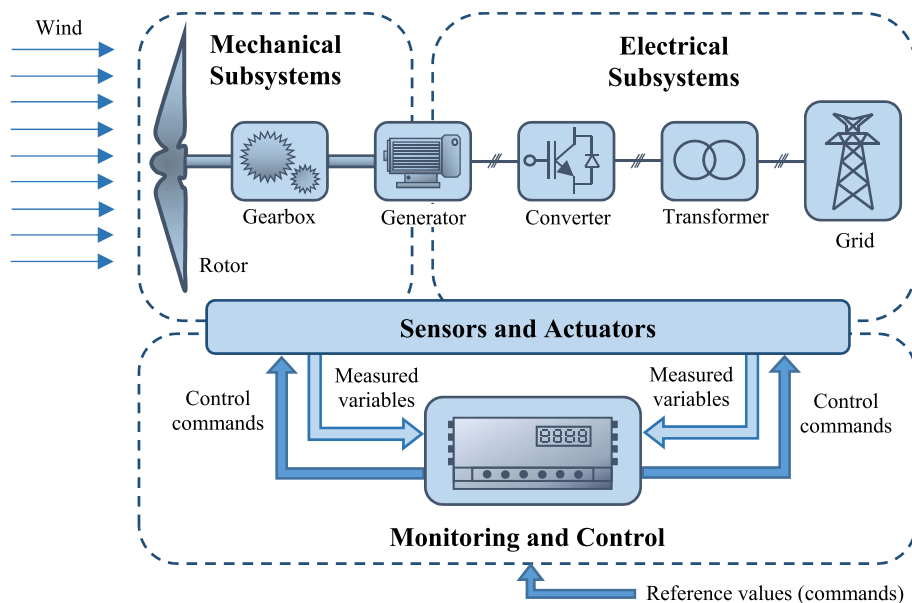 Wind
Mechanical
Subsystems
Electrical
Subsystems
Gearbox
Generator
Converter
Transformer
Grid
Rotor
Sensors and Actuators
Control
commands
Measured
variables
Measured
variables
Control
commands
8888
Monitoring and Control
Reference values (commands)